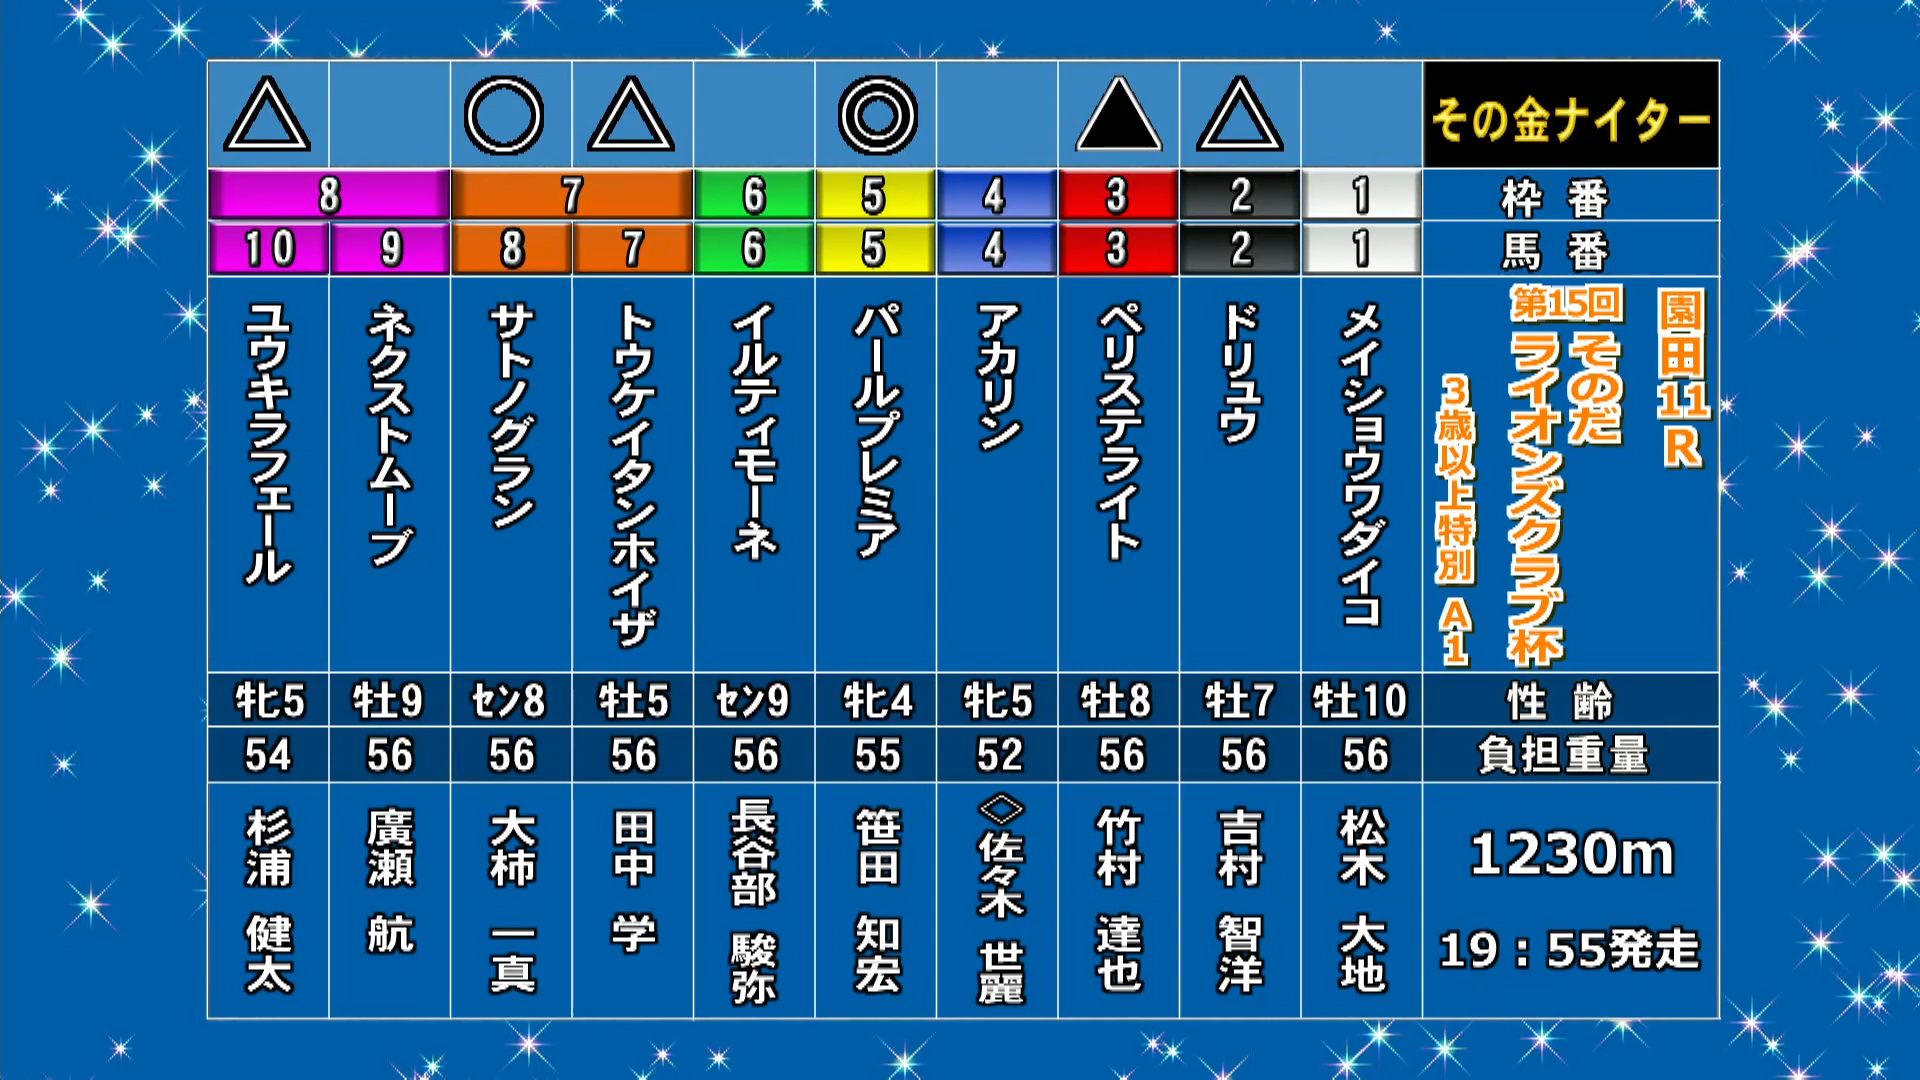 その金ナイター
枠番 1 2 3 4 5 6 7 8
馬番 1 2 3 4 5 6 7 8 9 10
園田11R
第15回
そのだ
ライオンズクラブ杯
3歳以上特別 A1
メイショウワダイコ
ドリュウ
ペリステライト
アカリン
パールプレミア
イルティモーネ
トウケイタンホイザ
サトノグラン
ネクストムーブ
ユウキラフェール
性齢 牡10 牡7 牡8 牝5 牝4 セン9 牡5 セン8 牡9 牝5
負担重量 56 56 56 52 55 56 56 56 56 54
1230m
19:55発走
松木 大地
吉村 智洋
竹村 達也
◇佐々木 世麗
笹田 知宏
長谷部 駿弥
田中 学
大柿 一真
廣瀬 航
杉浦 健太